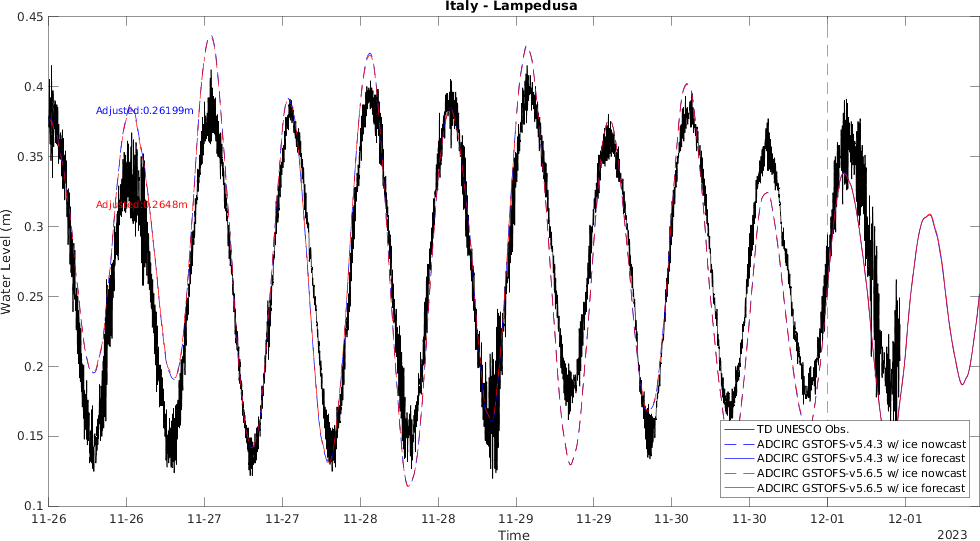 Italy - Lampedusa
0.45
0.4
0.35
0.3
0.25
0.2
0.15
0.1
Water Level (m)
Adjusted:0.26199m
Adjusted:0.2648m
TD UNESCO Obs.
ADCIRC GSTOFS-v5.4.3 w/ ice nowcast
ADCIRC GSTOFS-v5.4.3 w/ ice forecast
ADCIRC GSTOFS-v5.6.5 w/ ice nowcast
ADCIRC GSTOFS-v5.6.5 w/ ice forecast
11-26 11-26 11-27 11-27 11-28 11-28 11-29 11-29 11-30 11-30 12-01 12-01
Time
2023